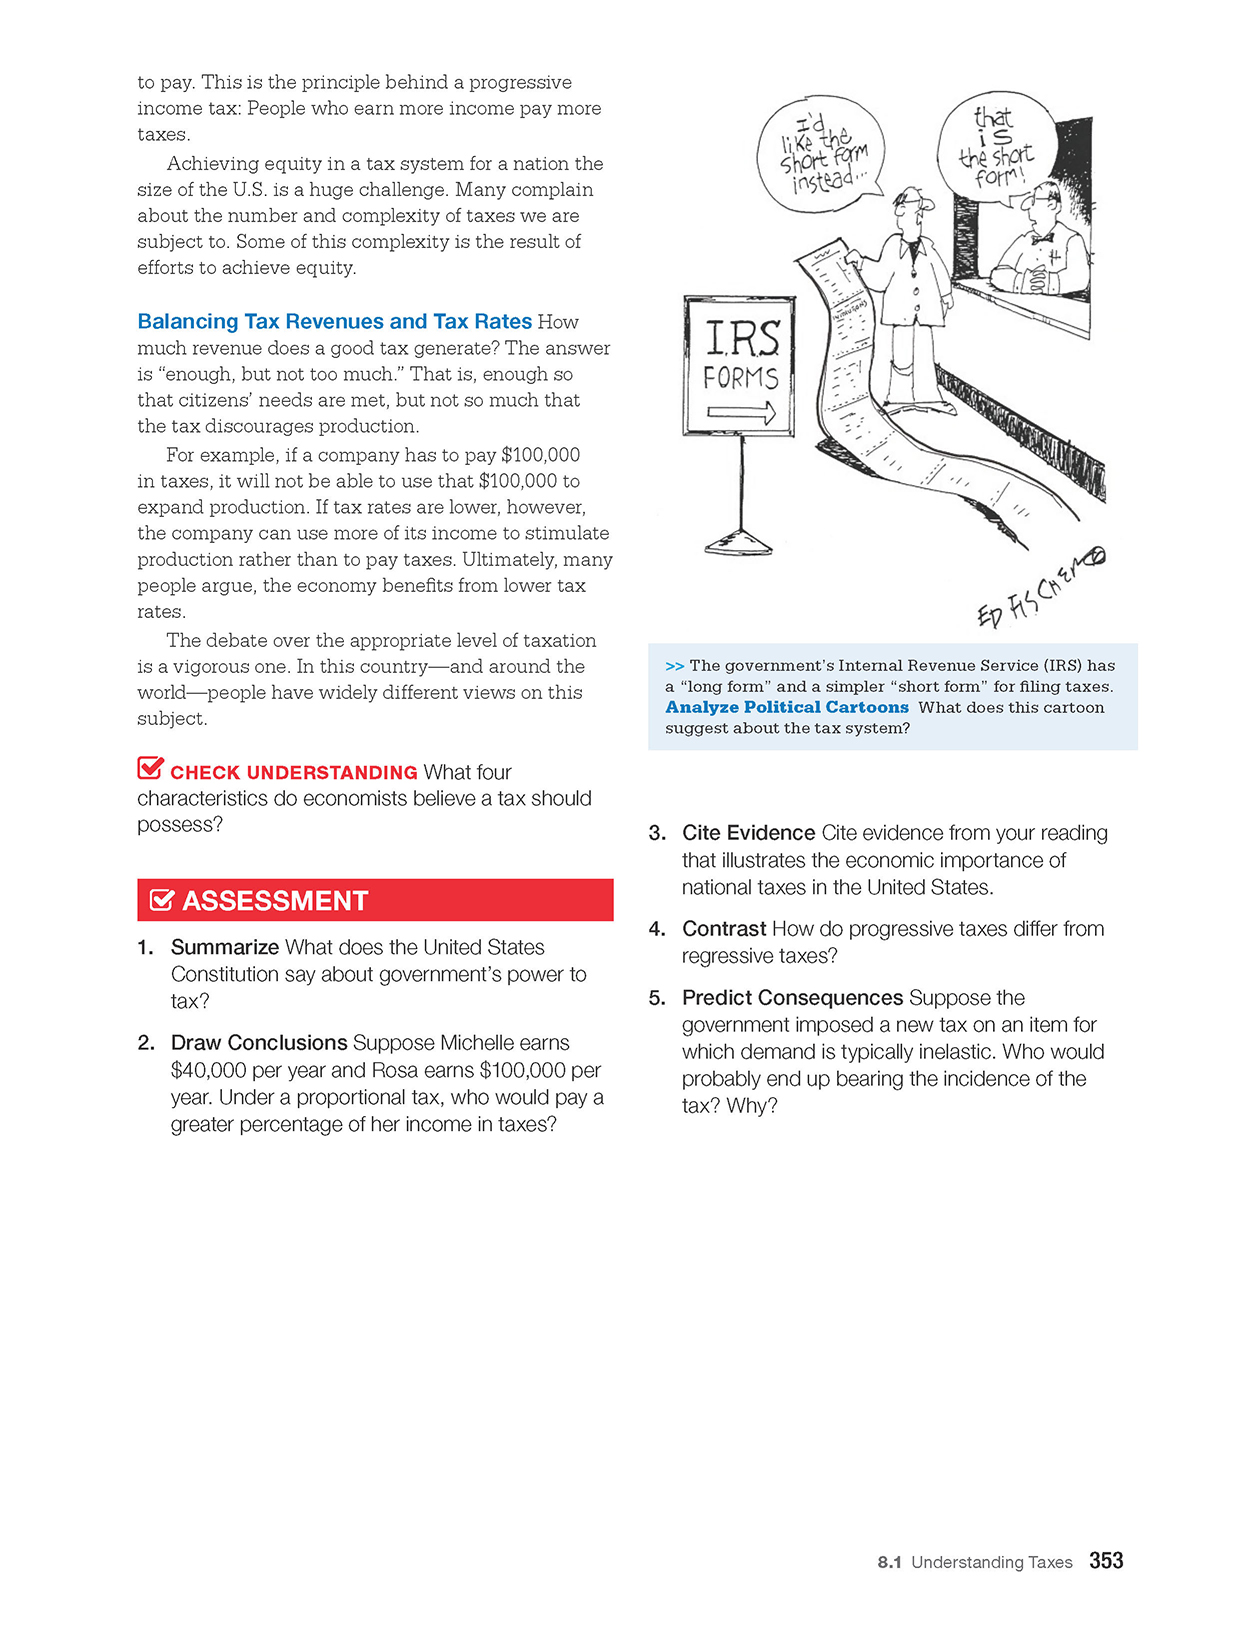 to pay. This is the principle behind a progressive
income tax: People who earn more income pay more
taxes.
Achieving equity in a tax system for a nation the
size of the U.S. is a huge challenge. Many complain
about the number and complexity of taxes we are
subject to. Some of this complexity is the result of
efforts to achieve equity.
Balancing Tax Revenues and Tax Rates How
much revenue does a good tax generate? The answer
is “enough, but not too much.” That is, enough so
that citizens’ needs are met, but not so much that
the tax discourages production.
For example, if a company has to pay $100,000
in taxes, it will not be able to use that $100,000 to
expand production. If tax rates are lower, however,
the company can use more of its income to stimulate
production rather than to pay taxes. Ultimately, many
people argue, the economy benefits from lower tax
rates.
The debate over the appropriate level of taxation
is a vigorous one. In this country—and around the
world—people have widely different views on this
subject.
CHECK UNDERSTANDING What four
characteristics do economists believe a tax should
possess?
ASSESSMENT
1. Summarize What does the United States
Constitution say about government’s power to
tax?
2. Draw Conclusions Suppose Michelle earns
$40,000 per year and Rosa earns $100,000 per
year. Under a proportional tax, who would pay a
greater percentage of her income in taxes?
I'd
like the
short form
instead...
that
is
the short
form!
I.R.S.
FORMS
ED FISCHER
>> The government’s Internal Revenue Service (IRS) has
a “long form” and a simpler “short form” for filing taxes.
Analyze Political Cartoons What does this cartoon
suggest about the tax system?
3. Cite Evidence Cite evidence from your reading
that illustrates the economic importance of
national taxes in the United States.
4. Contrast How do progressive taxes differ from
regressive taxes?
5. Predict Consequences Suppose the
government imposed a new tax on an item for
which demand is typically inelastic. Who would
probably end up bearing the incidence of the
tax? Why?
8.1 Understanding Taxes 353